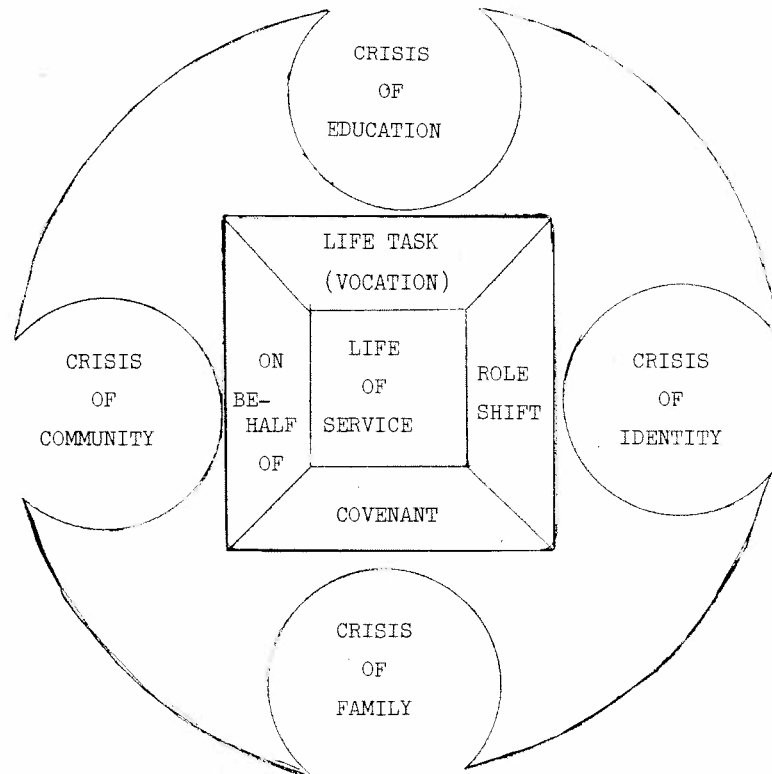 CRISIS
OF
EDUCATION
LIFE TASK
(VOCATION)
CRISIS
OF
COMMUNITY
ON
BE-
HALF
OF
LIFE
OF
SERVICE
ROLE
SHIFT
CRISIS
OF
IDENTITY
COVENANT
CRISIS
OF
FAMILY